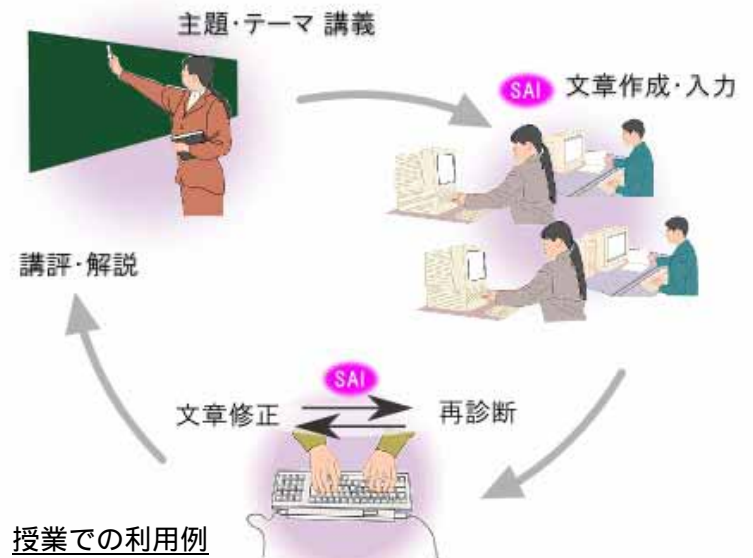 主題・テーマ 講義
SAI 文章作成・入力
講評・解説
SAI
文章修正 再診断
授業での利用例